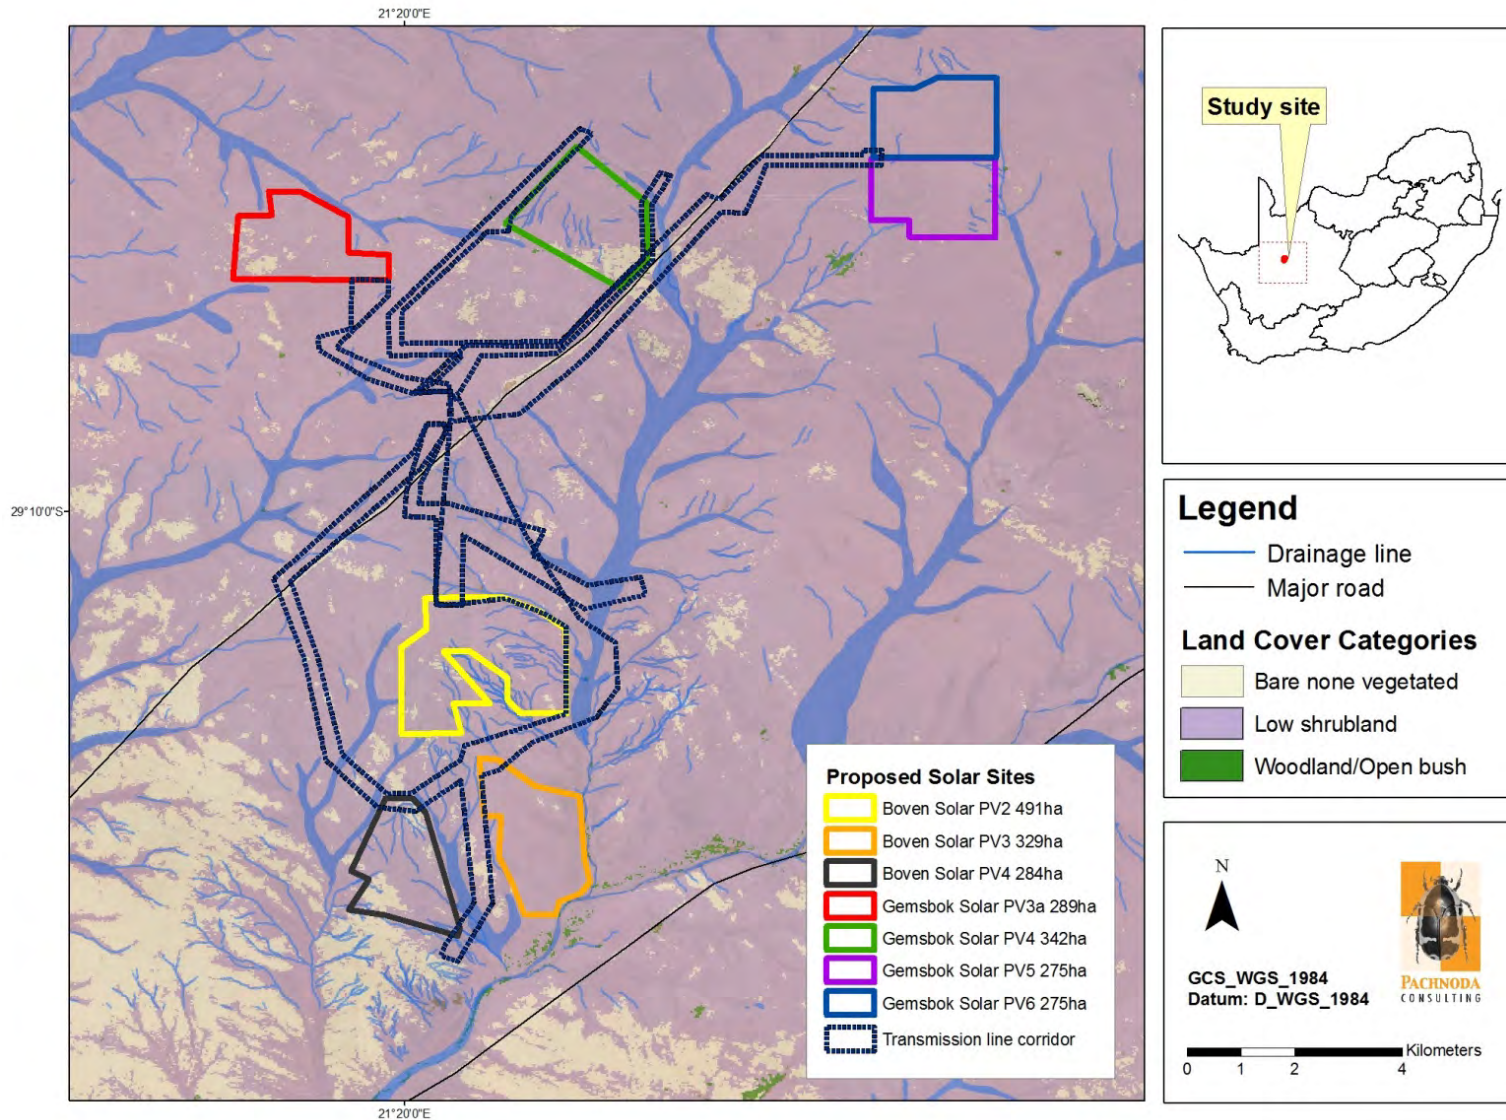 21°20'0"E
29°10'0"S
Proposed Solar Sites
Boven Solar PV2 491ha
Boven Solar PV3 329ha
Boven Solar PV4 284ha
Gemsbok Solar PV3a 289ha
Gemsbok Solar PV4 342ha
Gemsbok Solar PV5 275ha
Gemsbok Solar PV6 275ha
Transmission line corridor
21°20'0"E
Study site
Legend
Drainage line
Major road
Land Cover Categories
Bare none vegetated
Low shrubland
Woodland/Open bush
N
PACHNODA
CONSULTING
GCS_WGS_1984
Datum: D_WGS_1984
Kilometers
0 1 2 4